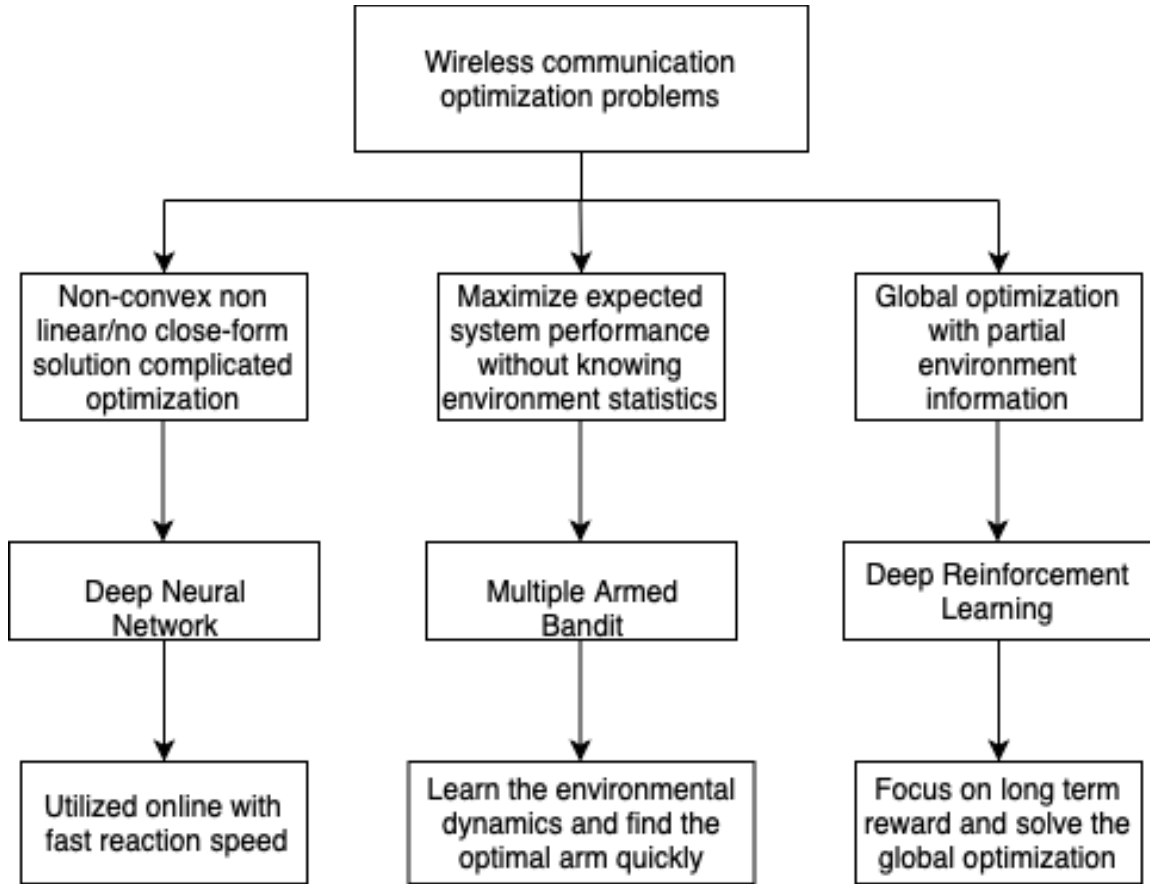 Wireless communication
optimization problems
Non-convex non
linear/no close-form
solution complicated
optimization
Maximize expected
system performance
without knowing
environment statistics
Global optimization
with partial
environment
information
Deep Neural
Network
Multiple Armed
Bandit
Deep Reinforcement
Learning
Utilized online with
fast reaction speed
Learn the environmental
dynamics and find the
optimal arm quickly
Focus on long term
reward and solve the
global optimization